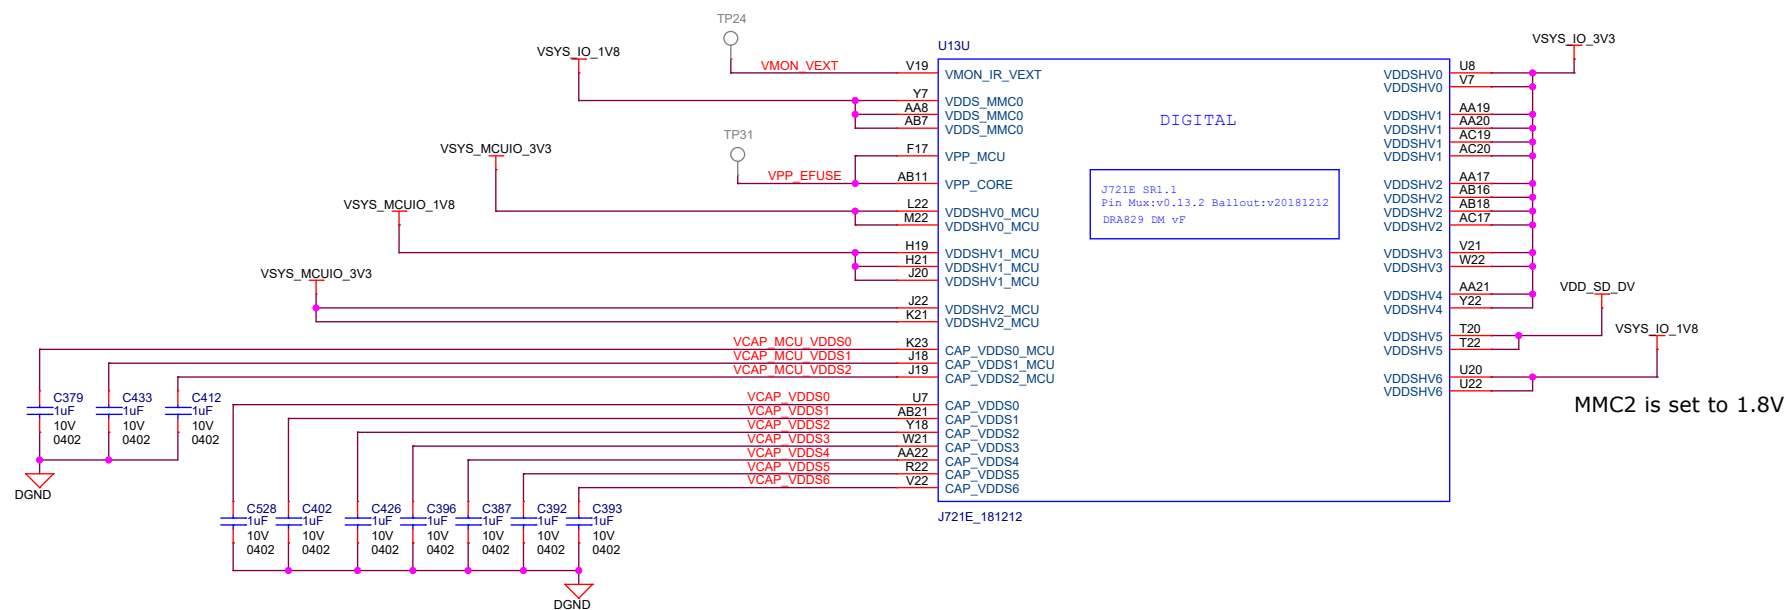 TP24
VSYS_IO_1V8
U13U
VSYS_IO_3V3
VMON_VEXT V19 VMON_IR_VEXT
VDDSHV0 U8
VDDSHV0 V7
Y7 VDDS_MMC0
AA8 VDDS_MMC0
AB7 VDDS_MMC0
DIGITAL
VDDSHV1 AA19
VDDSHV1 AA20
VDDSHV1 AC19
VDDSHV1 AC20
TP31
VSYS_MCUIO_3V3
F17 VPP_MCU
VPP_EFUSE AB11 VPP_CORE
J721E SR1.1
Pin Mux:v0.13.2 Ballout:v20181212
DRA829 DM vF
VDDSHV2 AA17
VDDSHV2 AB16
VDDSHV2 AB18
VDDSHV2 AC17
VSYS_MCUIO_1V8
L22 VDDSHV0_MCU
M22 VDDSHV0_MCU
H19 VDDSHV1_MCU
H21 VDDSHV1_MCU
J20 VDDSHV1_MCU
VDDSHV3 V21
VDDSHV3 W22
VSYS_MCUIO_3V3
J22 VDDSHV2_MCU
K21 VDDSHV2_MCU
VDDSHV4 AA21
VDDSHV4 Y22
VDD_SD_DV
VDDSHV5 T20
VDDSHV5 T22
VSYS_IO_1V8
VDDSHV6 U20
VDDSHV6 U22
MMC2 is set to 1.8V
VCAP_MCU_VDDS0 K23 CAP_VDDS0_MCU
VCAP_MCU_VDDS1 J18 CAP_VDDS1_MCU
VCAP_MCU_VDDS2 J19 CAP_VDDS2_MCU
VCAP_VDDS0 U7 CAP_VDDS0
VCAP_VDDS1 AB21 CAP_VDDS1
VCAP_VDDS2 Y18 CAP_VDDS2
VCAP_VDDS3 W21 CAP_VDDS3
VCAP_VDDS4 AA22 CAP_VDDS4
VCAP_VDDS5 R22 CAP_VDDS5
VCAP_VDDS6 V22 CAP_VDDS6
C379 C433 C412
1uF 1uF 1uF
10V 10V 10V
0402 0402 0402
DGND
C528 C402 C426 C396 C387 C392 C393
1uF 1uF 1uF 1uF 1uF 1uF 1uF
10V 10V 10V 10V 10V 10V 10V
0402 0402 0402 0402 0402 0402 0402
DGND
J721E_181212